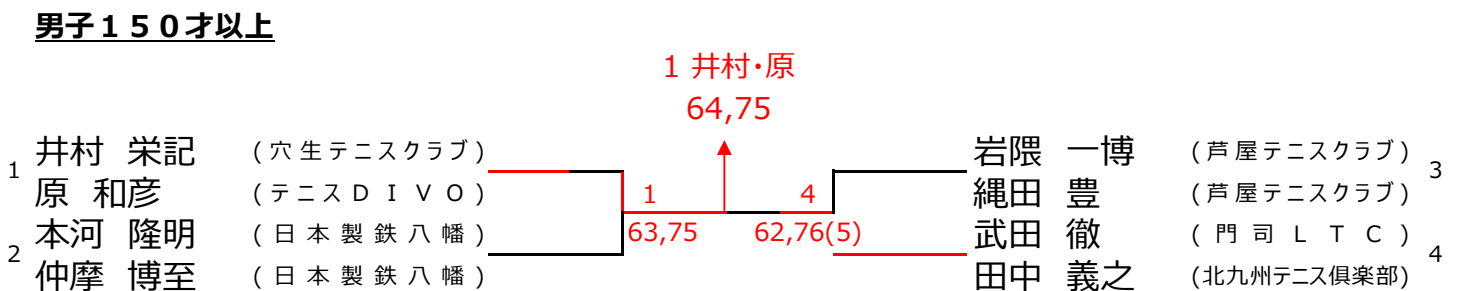 男子１５０才以上
1 井村・原
64,75
1 井村 栄記 (穴生テニスクラブ)
原 和彦 (テニスＤＩＶＯ)
2 本河 隆明 (日本製鉄八幡)
仲摩 博至 (日本製鉄八幡)
1
63,75
4
62,76(5)
岩隈 一博 (芦屋テニスクラブ) 3
縄田 豊 (芦屋テニスクラブ)
武田 徹 (門司ＬＴＣ) 4
田中 義之 (北九州テニス倶楽部)